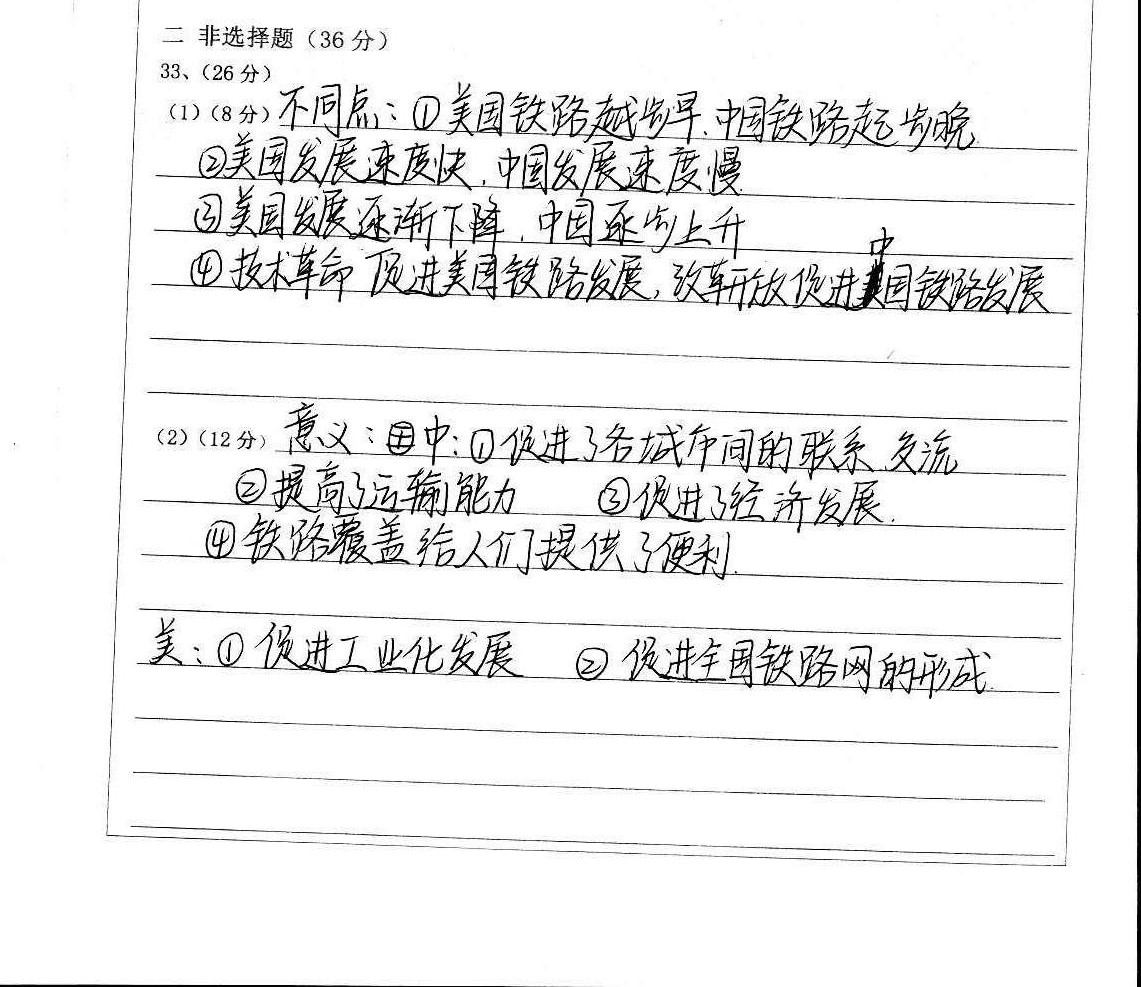 二 非选择题（36分）
33、（26分）
（1）（8分）不同点：①美国铁路起步早、中国铁路起步晚
②美国发展速度快、中国发展速度慢
③美国发展逐渐下降、中国逐步上升
④技术革命促进美国铁路发展，改革开放促进中国铁路发展
（2）（12分）意义：中：①促进了各城市间的联系、交流
②提高了运输能力 ③促进了经济发展.
④铁路覆盖给人们提供了便利.
美：①促进工业化发展 ②促进全国铁路网的形成.